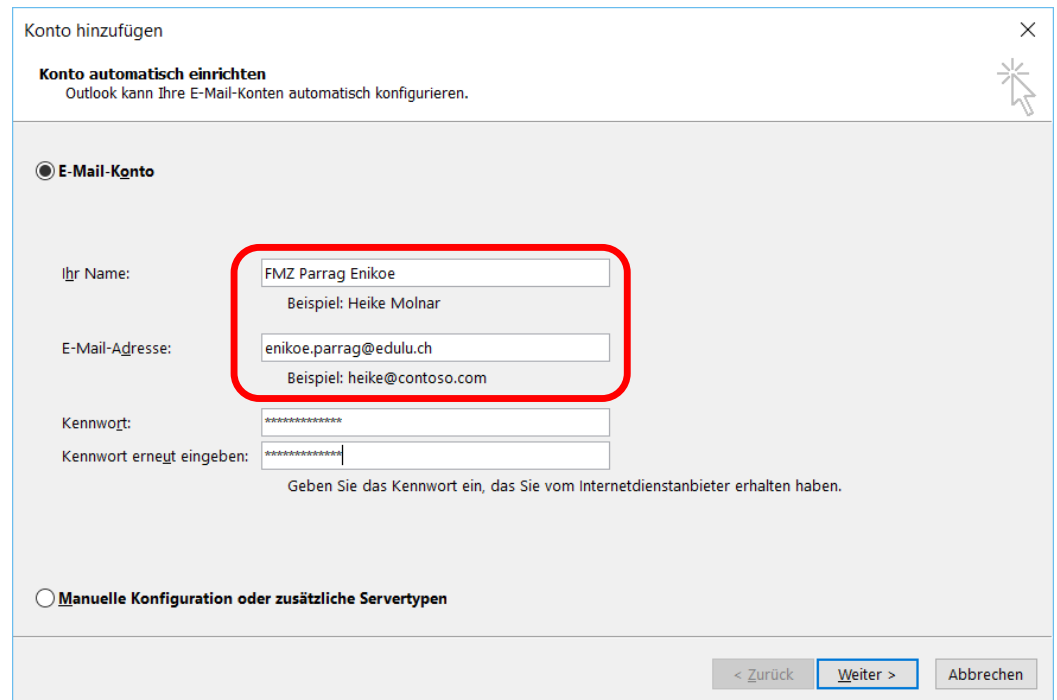 Konto hinzufügen
Konto automatisch einrichten
Outlook kann Ihre E-Mail-Konten automatisch konfigurieren.
E-Mail-Konto
Ihr Name:
FMZ Parrag Enikoe
Beispiel: Heike Molnar
E-Mail-Adresse:
enikoe.parrag@edulu.ch
Beispiel: heike@contoso.com
Kennwort:
*************
Kennwort erneut eingeben:
*************
Geben Sie das Kennwort ein, das Sie vom Internetdienstanbieter erhalten haben.
Manuelle Konfiguration oder zusätzliche Servertypen
< Zurück
Weiter >
Abbrechen